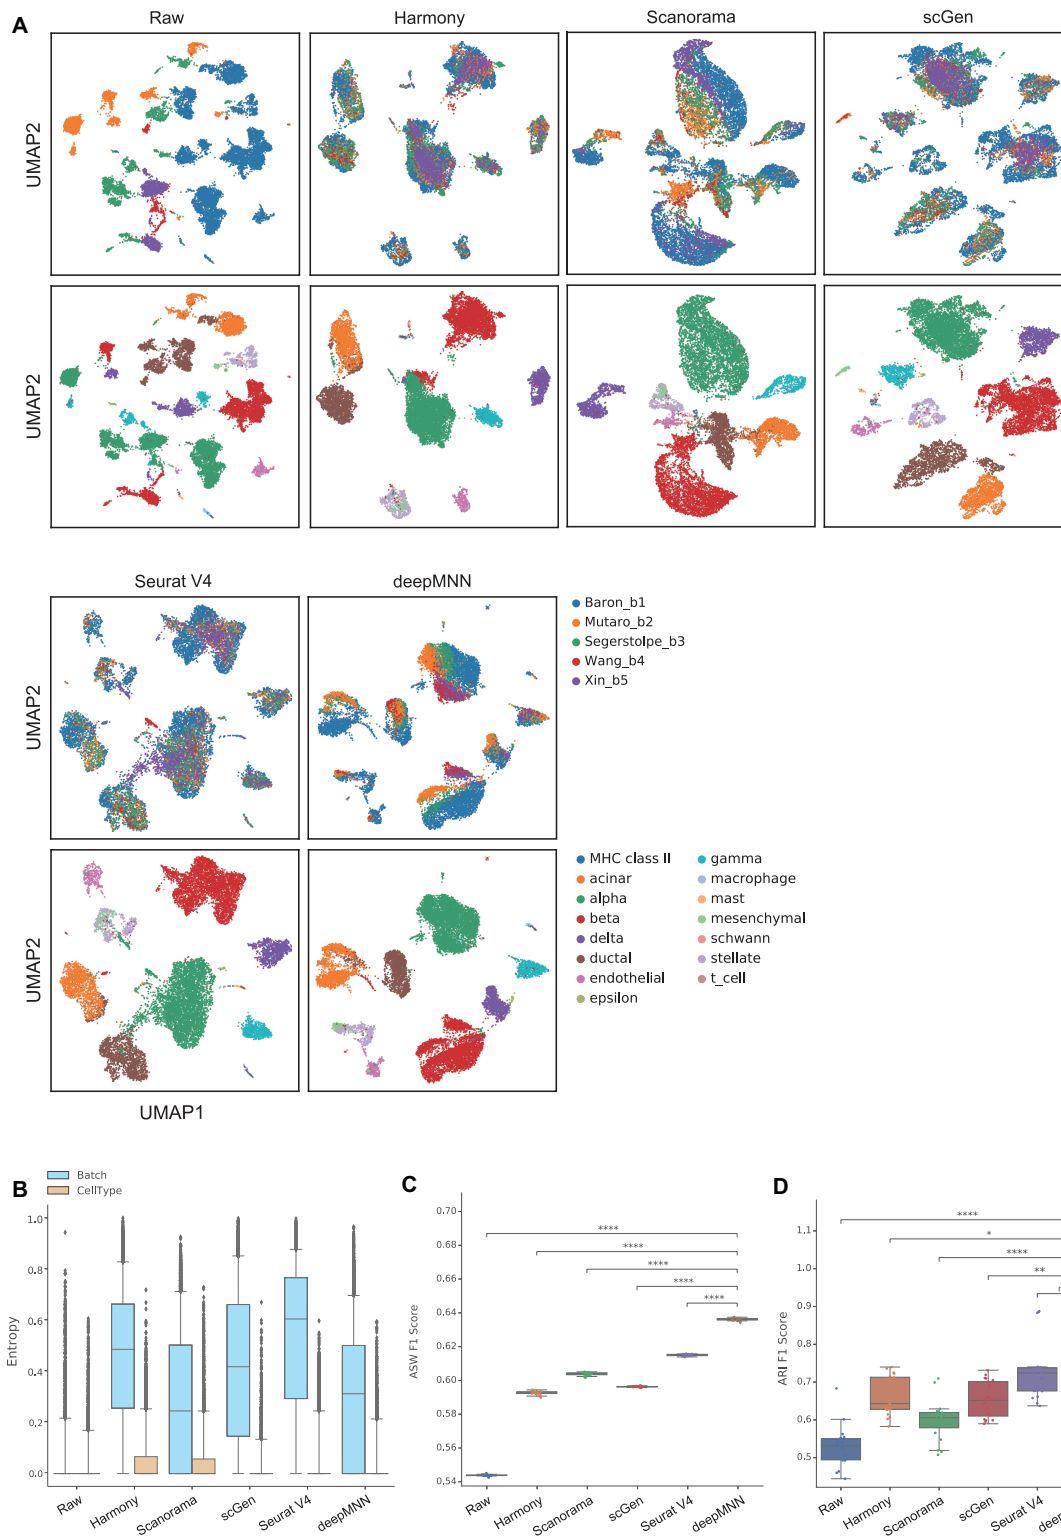 A
Raw
Harmony
Scanorama
scGen
UMAP2
UMAP2
Seurat V4
deepMNN
UMAP2
Baron_b1
Mutaro_b2
Segerstolpe_b3
Wang_b4
Xin_b5
UMAP2
MHC class II
acinar
alpha
beta
delta
ductal
endothelial
epsilon
gamma
macrophage
mast
mesenchymal
schwann
stellate
t_cell
UMAP1
B
Batch
CellType
Entropy
1.0
0.8
0.6
0.4
0.2
0.0
Raw
Harmony
Scanorama
scGen
Seurat V4
deepMNN
C
ASW F1 Score
0.70
0.68
0.66
0.64
0.62
0.60
0.58
0.56
0.54
****
****
****
****
****
Raw
Harmony
Scanorama
scGen
Seurat V4
deepMNN
D
ARI F1 Score
1.1
1.0
0.9
0.8
0.7
0.6
0.5
****
*
****
**
Raw
Harmony
Scanorama
scGen
Seurat V4